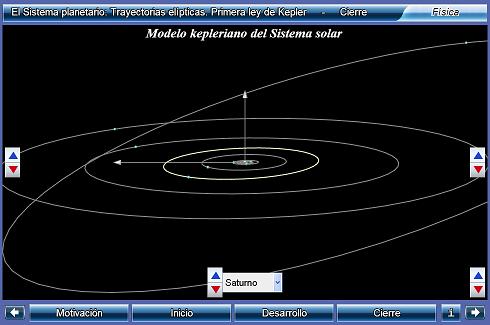 El Sistema planetario. Trayectorias elípticas. Primera ley de Kepler - Cierre Física
Modelo kepleriano del Sistema solar
Saturno
Motivación Inicio Desarrollo Cierre i